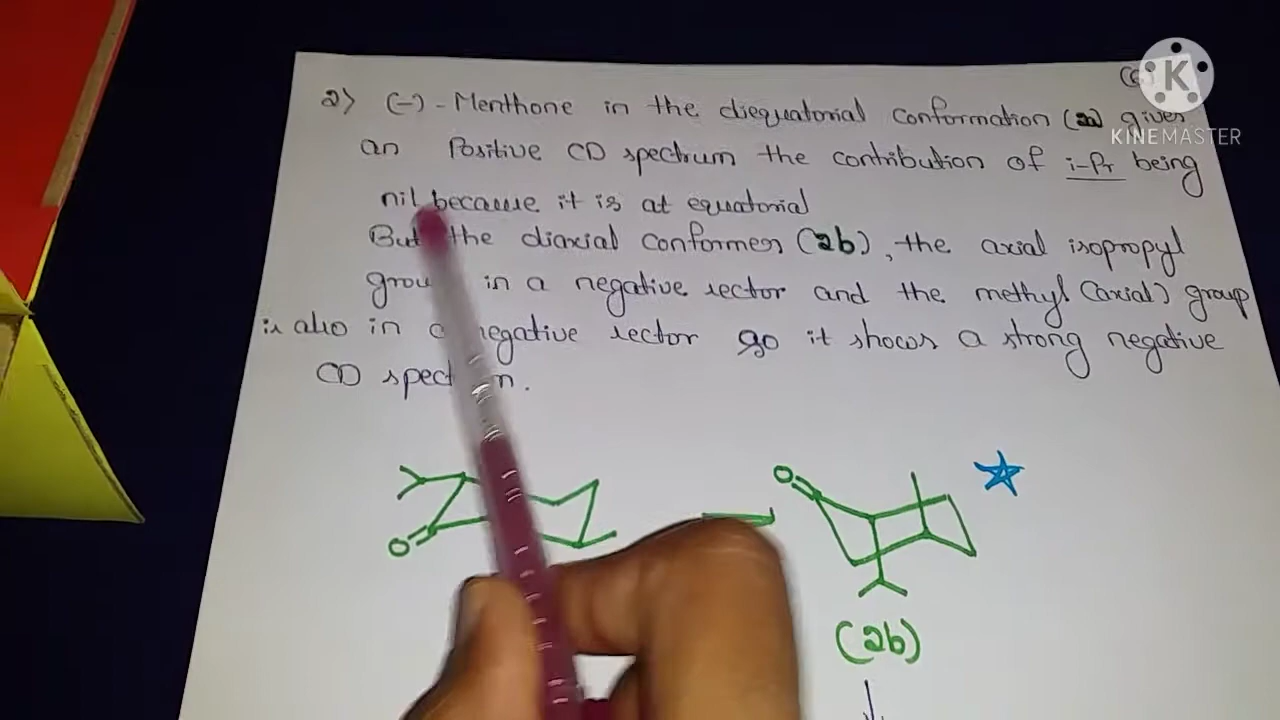 2) (-) - Menthone in the diequatorial conformation (2a) gives
an Positive CD spectrum the contribution of i-Pr being
nil because it is at equatorial
But the diaxial conformer (2b), the axial isopropyl
in a negative sector and the methyl (axial) group
is also in negative sector so it shows a strong negative
CD
O
O
(2b)
K
KINEMASTER